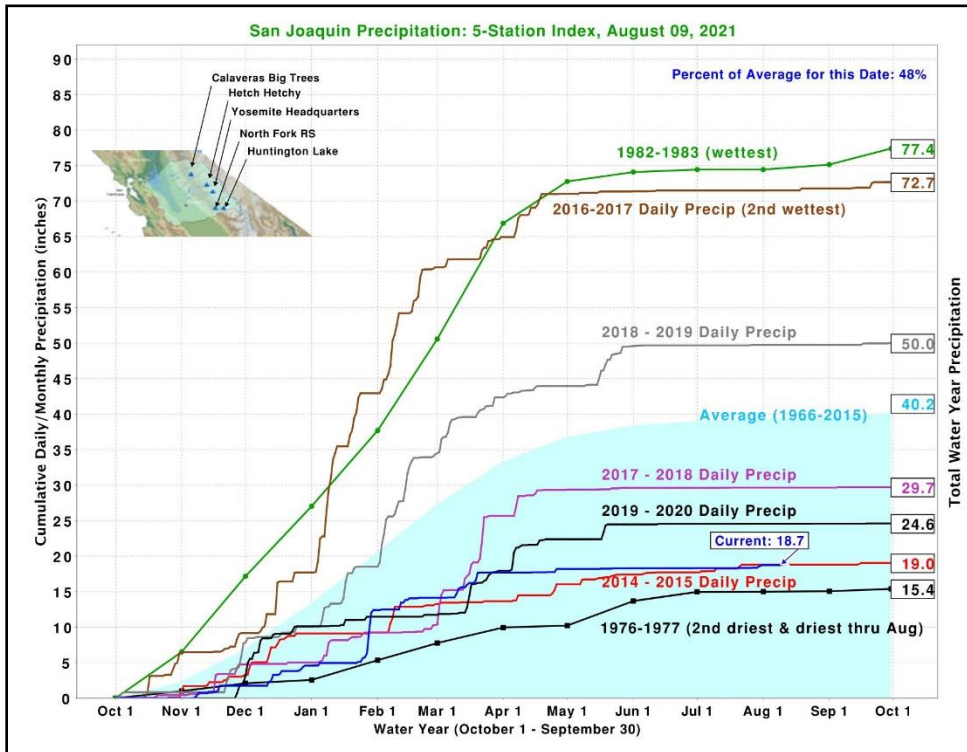 San Joaquin Precipitation: 5-Station Index, August 09, 2021
Percent of Average for this Date: 48%
Calaveras Big Trees
Hetch Hetchy
Yosemite Headquarters
North Fork RS
Huntington Lake
Cumulative Daily/Monthly Precipitation (inches)
90
85
80
75
70
65
60
55
50
45
40
35
30
25
20
15
10
5
0
1982-1983 (wettest)
77.4
2016-2017 Daily Precip (2nd wettest)
72.7
2018 - 2019 Daily Precip
50.0
Average (1966-2015)
40.2
2017 - 2018 Daily Precip
29.7
2019 - 2020 Daily Precip
24.6
Current: 18.7
2014 - 2015 Daily Precip
19.0
1976-1977 (2nd driest & driest thru Aug)
15.4
Total Water Year Precipitation
Oct 1 Nov 1 Dec 1 Jan 1 Feb 1 Mar 1 Apr 1 May 1 Jun 1 Jul 1 Aug 1 Sep 1 Oct 1
Water Year (October 1 - September 30)